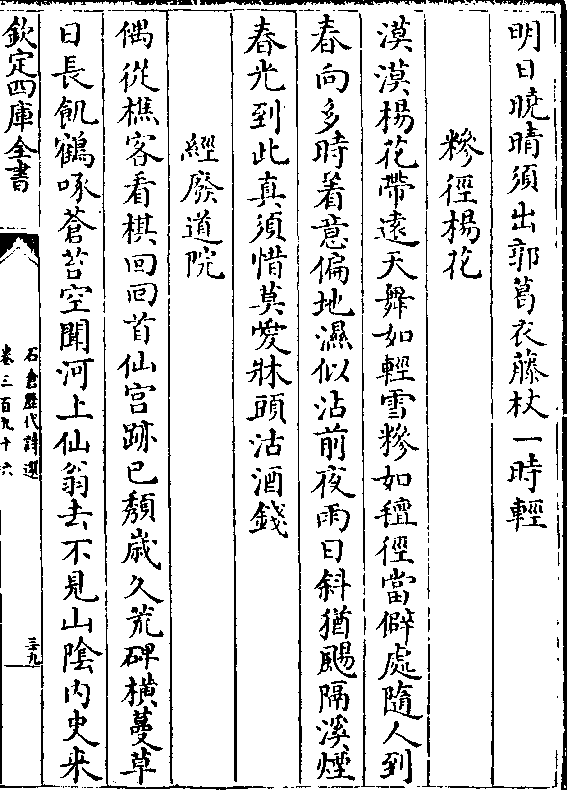 明日曉晴須出郭葛衣藤杖一時輕
糝徑楊花
漠漠楊花帶遠天舞如輕雪糝如氊徑當僻處隨人到
春向多時着意偏地濕似沾前夜雨日斜猶颺隔溪煙
春光到此真須惜莫愛牀頭沽酒錢
經廢道院
偶從樵客看棋回回首仙宫跡已頽嵗久荒碑橫蔓草
日長飢鶴啄蒼苔空聞河上仙翁去不見山陰内史来
欽定四庫全書
石倉歷代詩選
卷三百九十六
三九